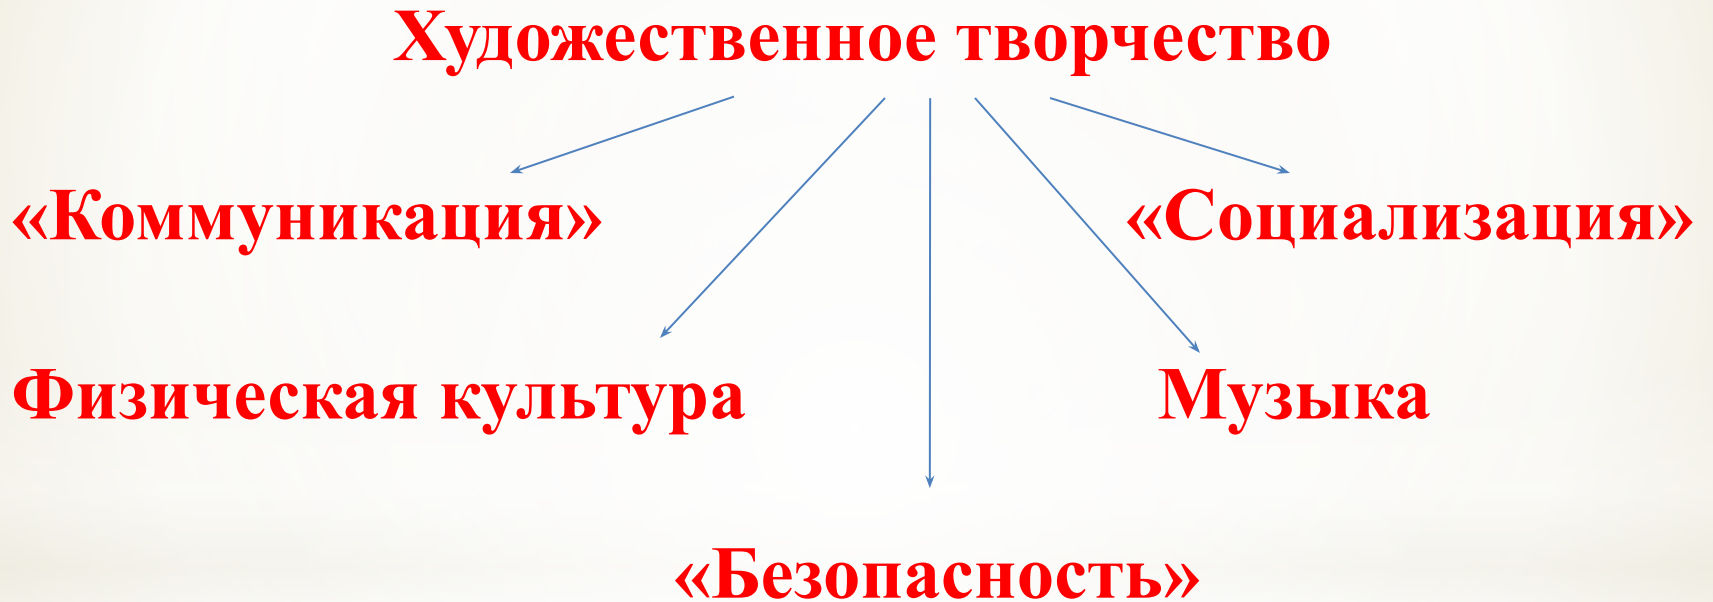 Художественное творчество
«Коммуникация» «Социализация»
Физическая культура Музыка
«Безопасность»